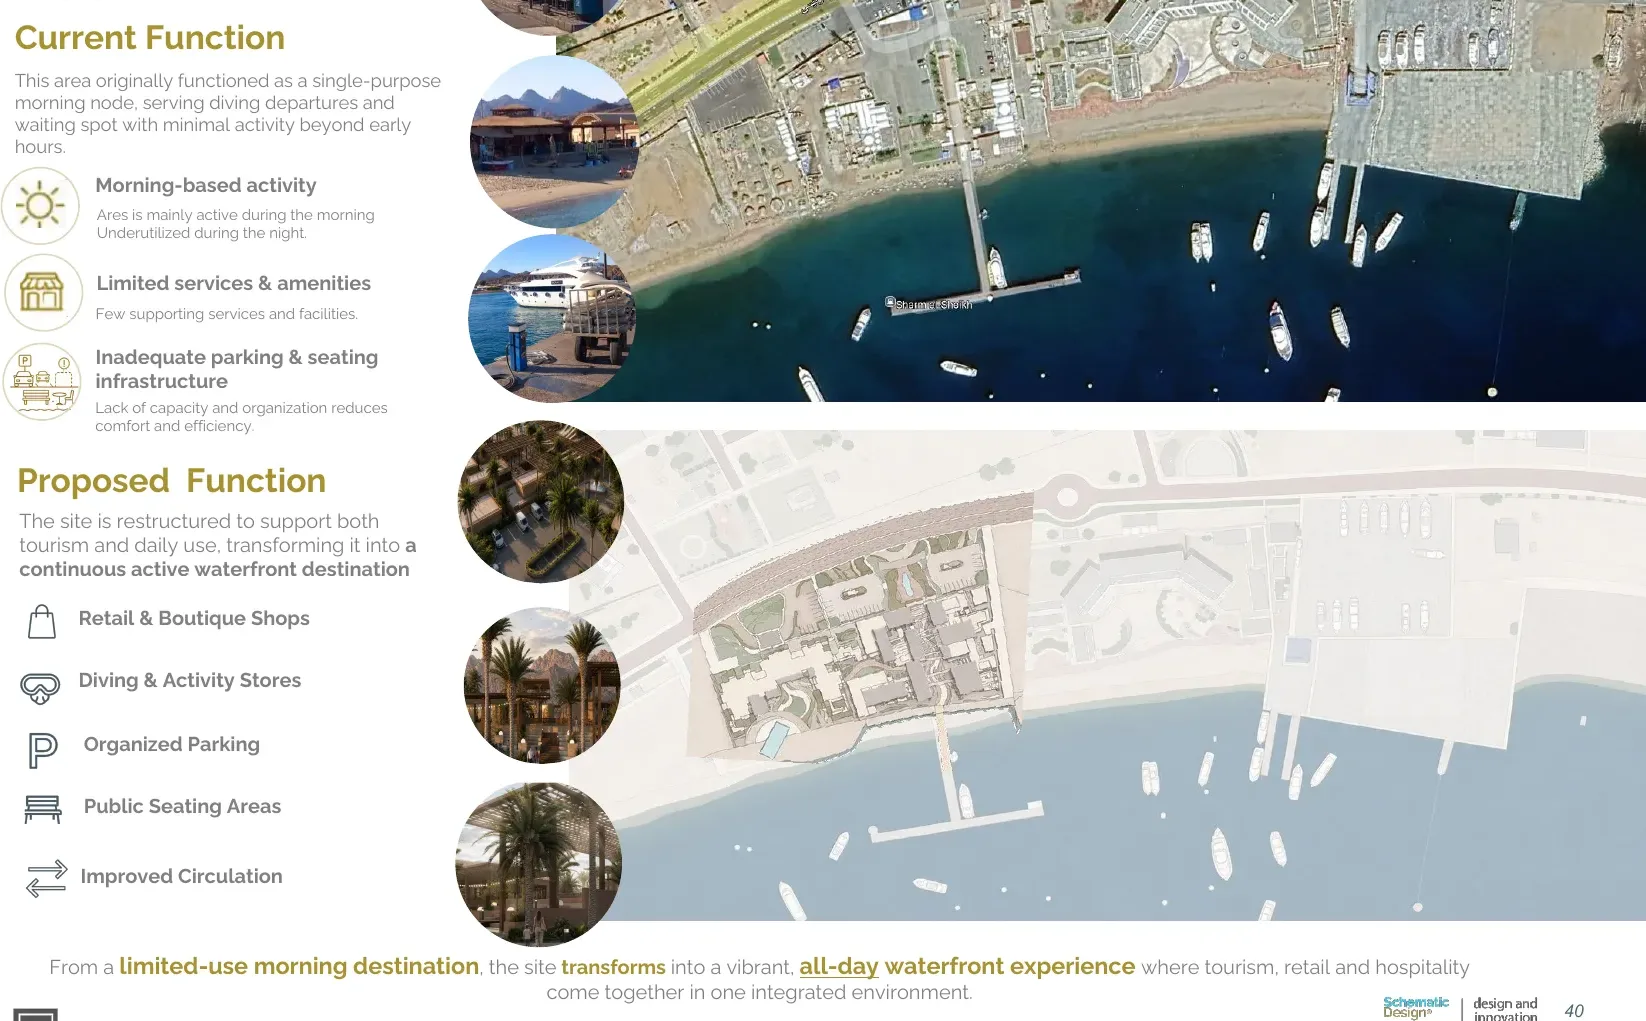 Current Function
This area originally functioned as a single-purpose
morning node, serving diving departures and
waiting spot with minimal activity beyond early
hours.
Morning-based activity
Ares is mainly active during the morning
Underutilized during the night.
Limited services & amenities
Few supporting services and facilities.
Inadequate parking & seating
infrastructure
Lack of capacity and organization reduces
comfort and efficiency.
Sharm el Sheikh
Proposed Function
The site is restructured to support both
tourism and daily use, transforming it into a
continuous active waterfront destination
Retail & Boutique Shops
Diving & Activity Stores
P Organized Parking
Public Seating Areas
Improved Circulation
From a limited-use morning destination, the site transforms into a vibrant, all-day waterfront experience where tourism, retail and hospitality
come together in one integrated environment.
Schematic
Design®
design and
innovation
40